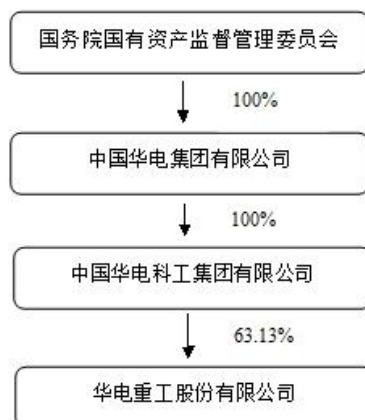 国务院国有资产监督管理委员会
100%
中国华电集团有限公司
100%
中国华电科工集团有限公司
63.13%
华电重工股份有限公司